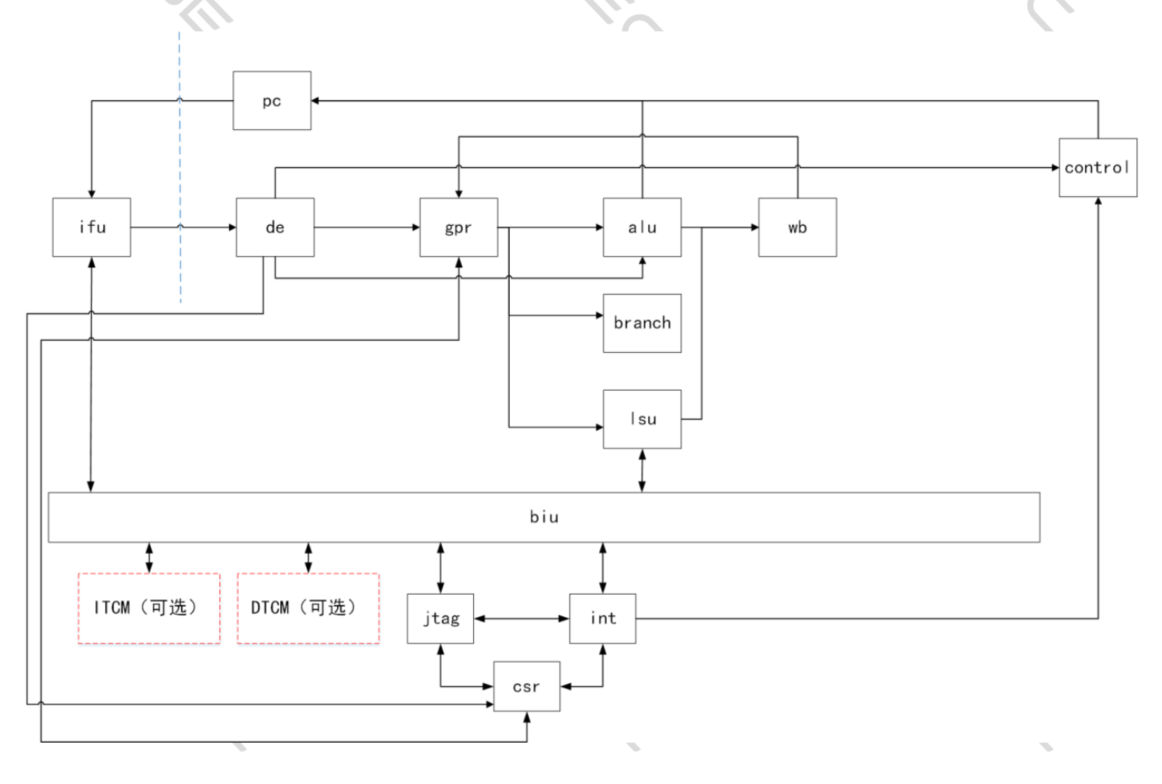 pc
control
ifu
de
gpr
alu
wb
branch
lsu
biu
ITCM（可选）
DTCM（可选）
jtag
int
csr